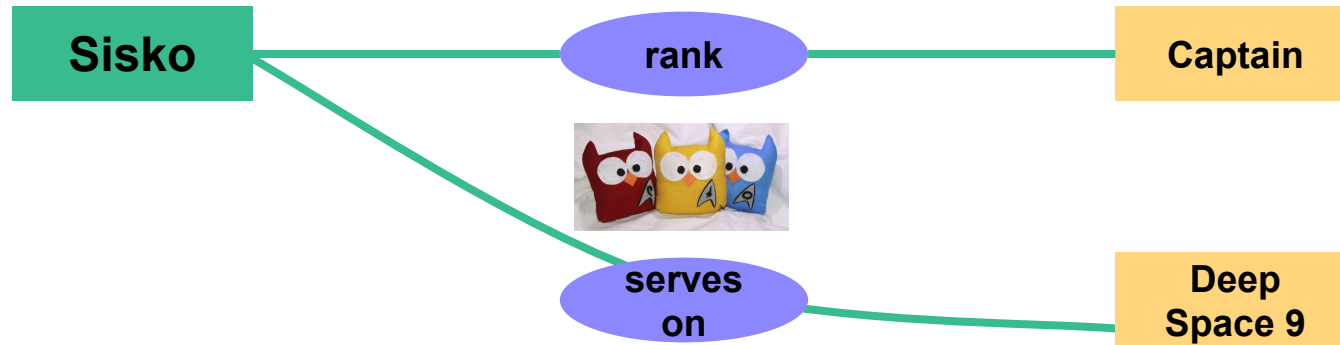 Sisko
rank
Captain
serves
on
Deep
Space 9